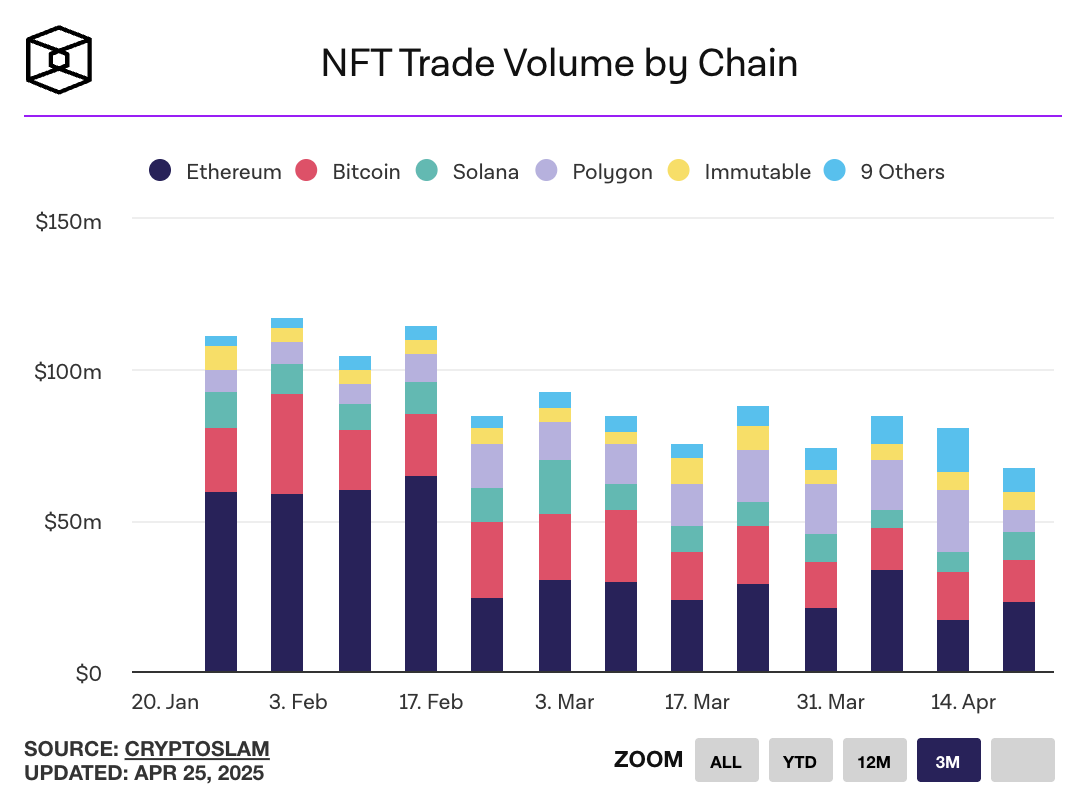 NFT Trade Volume by Chain
Ethereum Bitcoin Solana Polygon Immutable 9 Others
$150m
$100m
$50m
$0
20. Jan 3. Feb 17. Feb 3. Mar 17. Mar 31. Mar 14. Apr
SOURCE: CRYPTOSLAM
UPDATED: APR 25, 2025
ZOOM ALL YTD 12M 3M